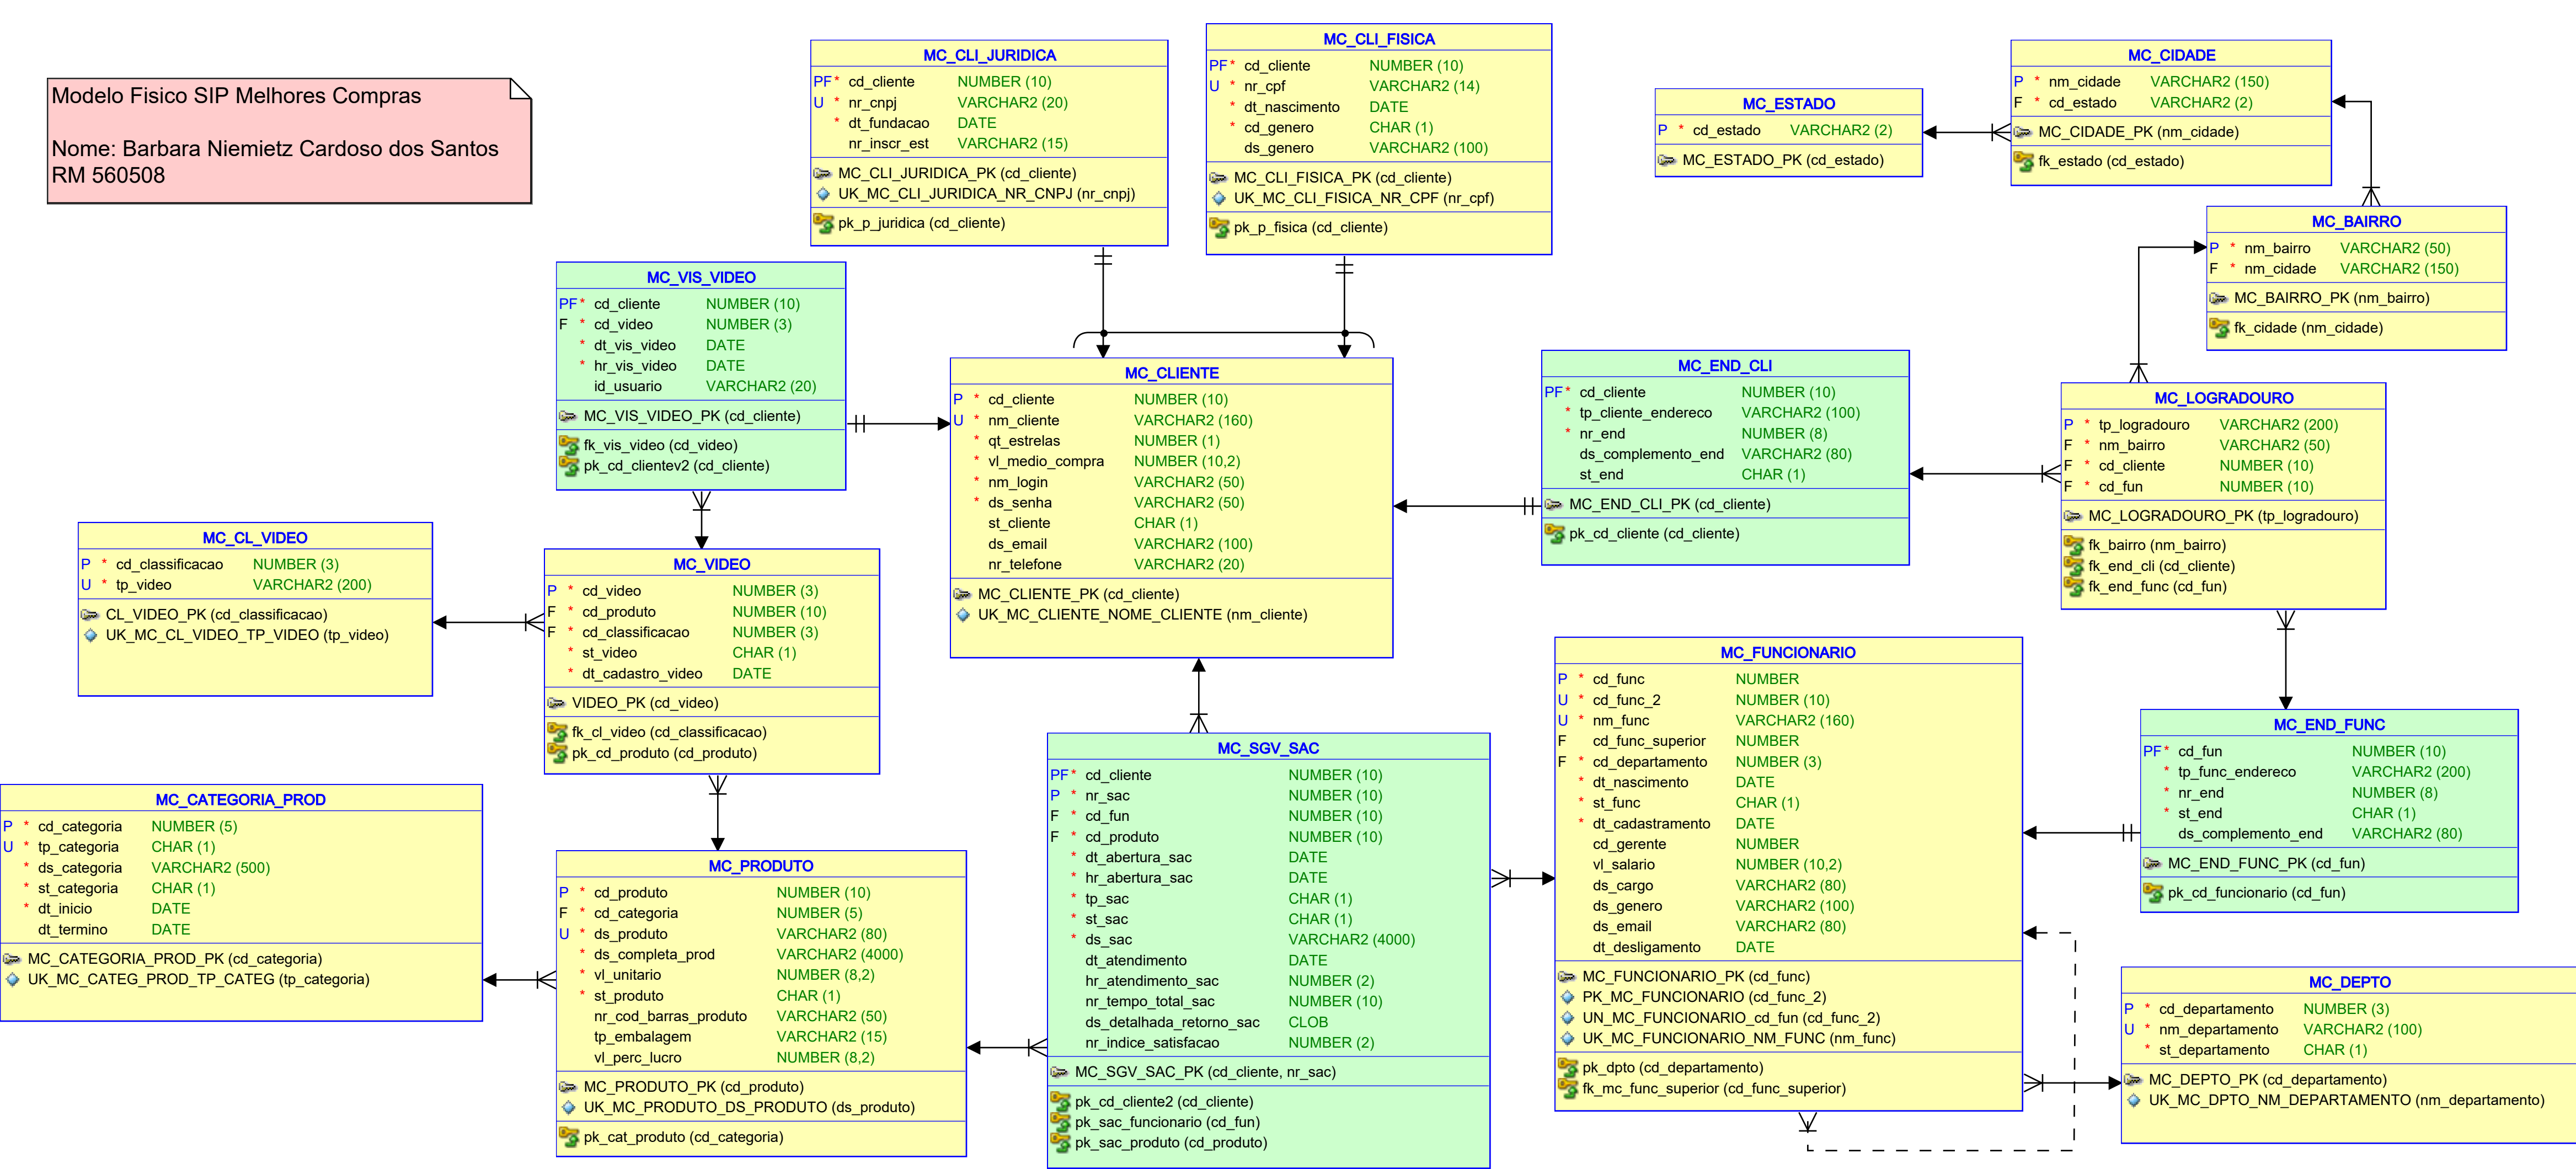 Modelo Fisico SIP Melhores Compras
Nome: Barbara Niemietz Cardoso dos Santos
RM 560508
MC_CLI_JURIDICA
PF * cd_cliente NUMBER (10)
U * nr_cnpj VARCHAR2 (20)
* dt_fundacao DATE
nr_inscr_est VARCHAR2 (15)
MC_CLI_JURIDICA_PK (cd_cliente)
UK_MC_CLI_JURIDICA_NR_CNPJ (nr_cnpj)
pk_p_juridica (cd_cliente)
MC_CLI_FISICA
PF * cd_cliente NUMBER (10)
U * nr_cpf VARCHAR2 (14)
* dt_nascimento DATE
* cd_genero CHAR (1)
ds_genero VARCHAR2 (100)
MC_CLI_FISICA_PK (cd_cliente)
UK_MC_CLI_FISICA_NR_CPF (nr_cpf)
pk_p_fisica (cd_cliente)
MC_ESTADO
P * cd_estado VARCHAR2 (2)
MC_ESTADO_PK (cd_estado)
MC_CIDADE
P * nm_cidade VARCHAR2 (150)
F * cd_estado VARCHAR2 (2)
MC_CIDADE_PK (nm_cidade)
fk_estado (cd_estado)
MC_BAIRRO
P * nm_bairro VARCHAR2 (50)
F * nm_cidade VARCHAR2 (150)
MC_BAIRRO_PK (nm_bairro)
fk_cidade (nm_cidade)
MC_VIS_VIDEO
PF * cd_cliente NUMBER (10)
F * cd_video NUMBER (3)
* dt_vis_video DATE
* hr_vis_video DATE
id_usuario VARCHAR2 (20)
MC_VIS_VIDEO_PK (cd_cliente)
fk_vis_video (cd_video)
pk_cd_clientev2 (cd_cliente)
MC_CLIENTE
P * cd_cliente NUMBER (10)
U * nm_cliente VARCHAR2 (160)
* qt_estrelas NUMBER (1)
* vl_medio_compra NUMBER (10,2)
* nm_login VARCHAR2 (50)
* ds_senha VARCHAR2 (50)
st_cliente CHAR (1)
ds_email VARCHAR2 (100)
nr_telefone VARCHAR2 (20)
MC_CLIENTE_PK (cd_cliente)
UK_MC_CLIENTE_NOME_CLIENTE (nm_cliente)
MC_END_CLI
PF * cd_cliente NUMBER (10)
* tp_cliente_endereco VARCHAR2 (100)
* nr_end NUMBER (8)
ds_complemento_end VARCHAR2 (80)
st_end CHAR (1)
MC_END_CLI_PK (cd_cliente)
pk_cd_cliente (cd_cliente)
MC_LOGRADOURO
P * tp_logradouro VARCHAR2 (200)
F * nm_bairro VARCHAR2 (50)
F * cd_cliente NUMBER (10)
F * cd_fun NUMBER (10)
MC_LOGRADOURO_PK (tp_logradouro)
fk_bairro (nm_bairro)
fk_end_cli (cd_cliente)
fk_end_func (cd_fun)
MC_CL_VIDEO
P * cd_classificacao NUMBER (3)
U * tp_video VARCHAR2 (200)
CL_VIDEO_PK (cd_classificacao)
UK_MC_CL_VIDEO_TP_VIDEO (tp_video)
MC_VIDEO
P * cd_video NUMBER (3)
F * cd_produto NUMBER (10)
F * cd_classificacao NUMBER (3)
* st_video CHAR (1)
* dt_cadastro_video DATE
VIDEO_PK (cd_video)
fk_cl_video (cd_classificacao)
pk_cd_produto (cd_produto)
MC_FUNCIONARIO
P * cd_func NUMBER
U * cd_func_2 NUMBER (10)
U * nm_func VARCHAR2 (160)
F cd_func_superior NUMBER
F * cd_departamento NUMBER (3)
* dt_nascimento DATE
* st_func CHAR (1)
* dt_cadastramento DATE
cd_gerente NUMBER
vl_salario NUMBER (10,2)
ds_cargo VARCHAR2 (80)
ds_genero VARCHAR2 (100)
ds_email VARCHAR2 (80)
dt_desligamento DATE
MC_FUNCIONARIO_PK (cd_func)
PK_MC_FUNCIONARIO (cd_func_2)
UN_MC_FUNCIONARIO_cd_fun (cd_func_2)
UK_MC_FUNCIONARIO_NM_FUNC (nm_func)
pk_dpto (cd_departamento)
fk_mc_func_superior (cd_func_superior)
MC_END_FUNC
PF * cd_fun NUMBER (10)
* tp_func_endereco VARCHAR2 (200)
* nr_end NUMBER (8)
* st_end CHAR (1)
ds_complemento_end VARCHAR2 (80)
MC_END_FUNC_PK (cd_fun)
pk_cd_funcionario (cd_fun)
MC_SGV_SAC
PF * cd_cliente NUMBER (10)
P * nr_sac NUMBER (10)
F * cd_fun NUMBER (10)
F * cd_produto NUMBER (10)
* dt_abertura_sac DATE
* hr_abertura_sac DATE
* tp_sac CHAR (1)
* st_sac CHAR (1)
* ds_sac VARCHAR2 (4000)
dt_atendimento DATE
hr_atendimento_sac NUMBER (2)
nr_tempo_total_sac NUMBER (10)
ds_detalhada_retorno_sac CLOB
nr_indice_satisfacao NUMBER (2)
MC_SGV_SAC_PK (cd_cliente, nr_sac)
pk_cd_cliente2 (cd_cliente)
pk_sac_funcionario (cd_fun)
pk_sac_produto (cd_produto)
MC_CATEGORIA_PROD
P * cd_categoria NUMBER (5)
U * tp_categoria CHAR (1)
* ds_categoria VARCHAR2 (500)
* st_categoria CHAR (1)
* dt_inicio DATE
dt_termino DATE
MC_CATEGORIA_PROD_PK (cd_categoria)
UK_MC_CATEG_PROD_TP_CATEG (tp_categoria)
MC_PRODUTO
P * cd_produto NUMBER (10)
F * cd_categoria NUMBER (5)
U * ds_produto VARCHAR2 (80)
* ds_completa_prod VARCHAR2 (4000)
* vl_unitario NUMBER (8,2)
* st_produto CHAR (1)
nr_cod_barras_produto VARCHAR2 (50)
tp_embalagem VARCHAR2 (15)
vl_perc_lucro NUMBER (8,2)
MC_PRODUTO_PK (cd_produto)
UK_MC_PRODUTO_DS_PRODUTO (ds_produto)
pk_cat_produto (cd_categoria)
MC_DEPTO
P * cd_departamento NUMBER (3)
U * nm_departamento VARCHAR2 (100)
* st_departamento CHAR (1)
MC_DEPTO_PK (cd_departamento)
UK_MC_DPTO_NM_DEPARTAMENTO (nm_departamento)